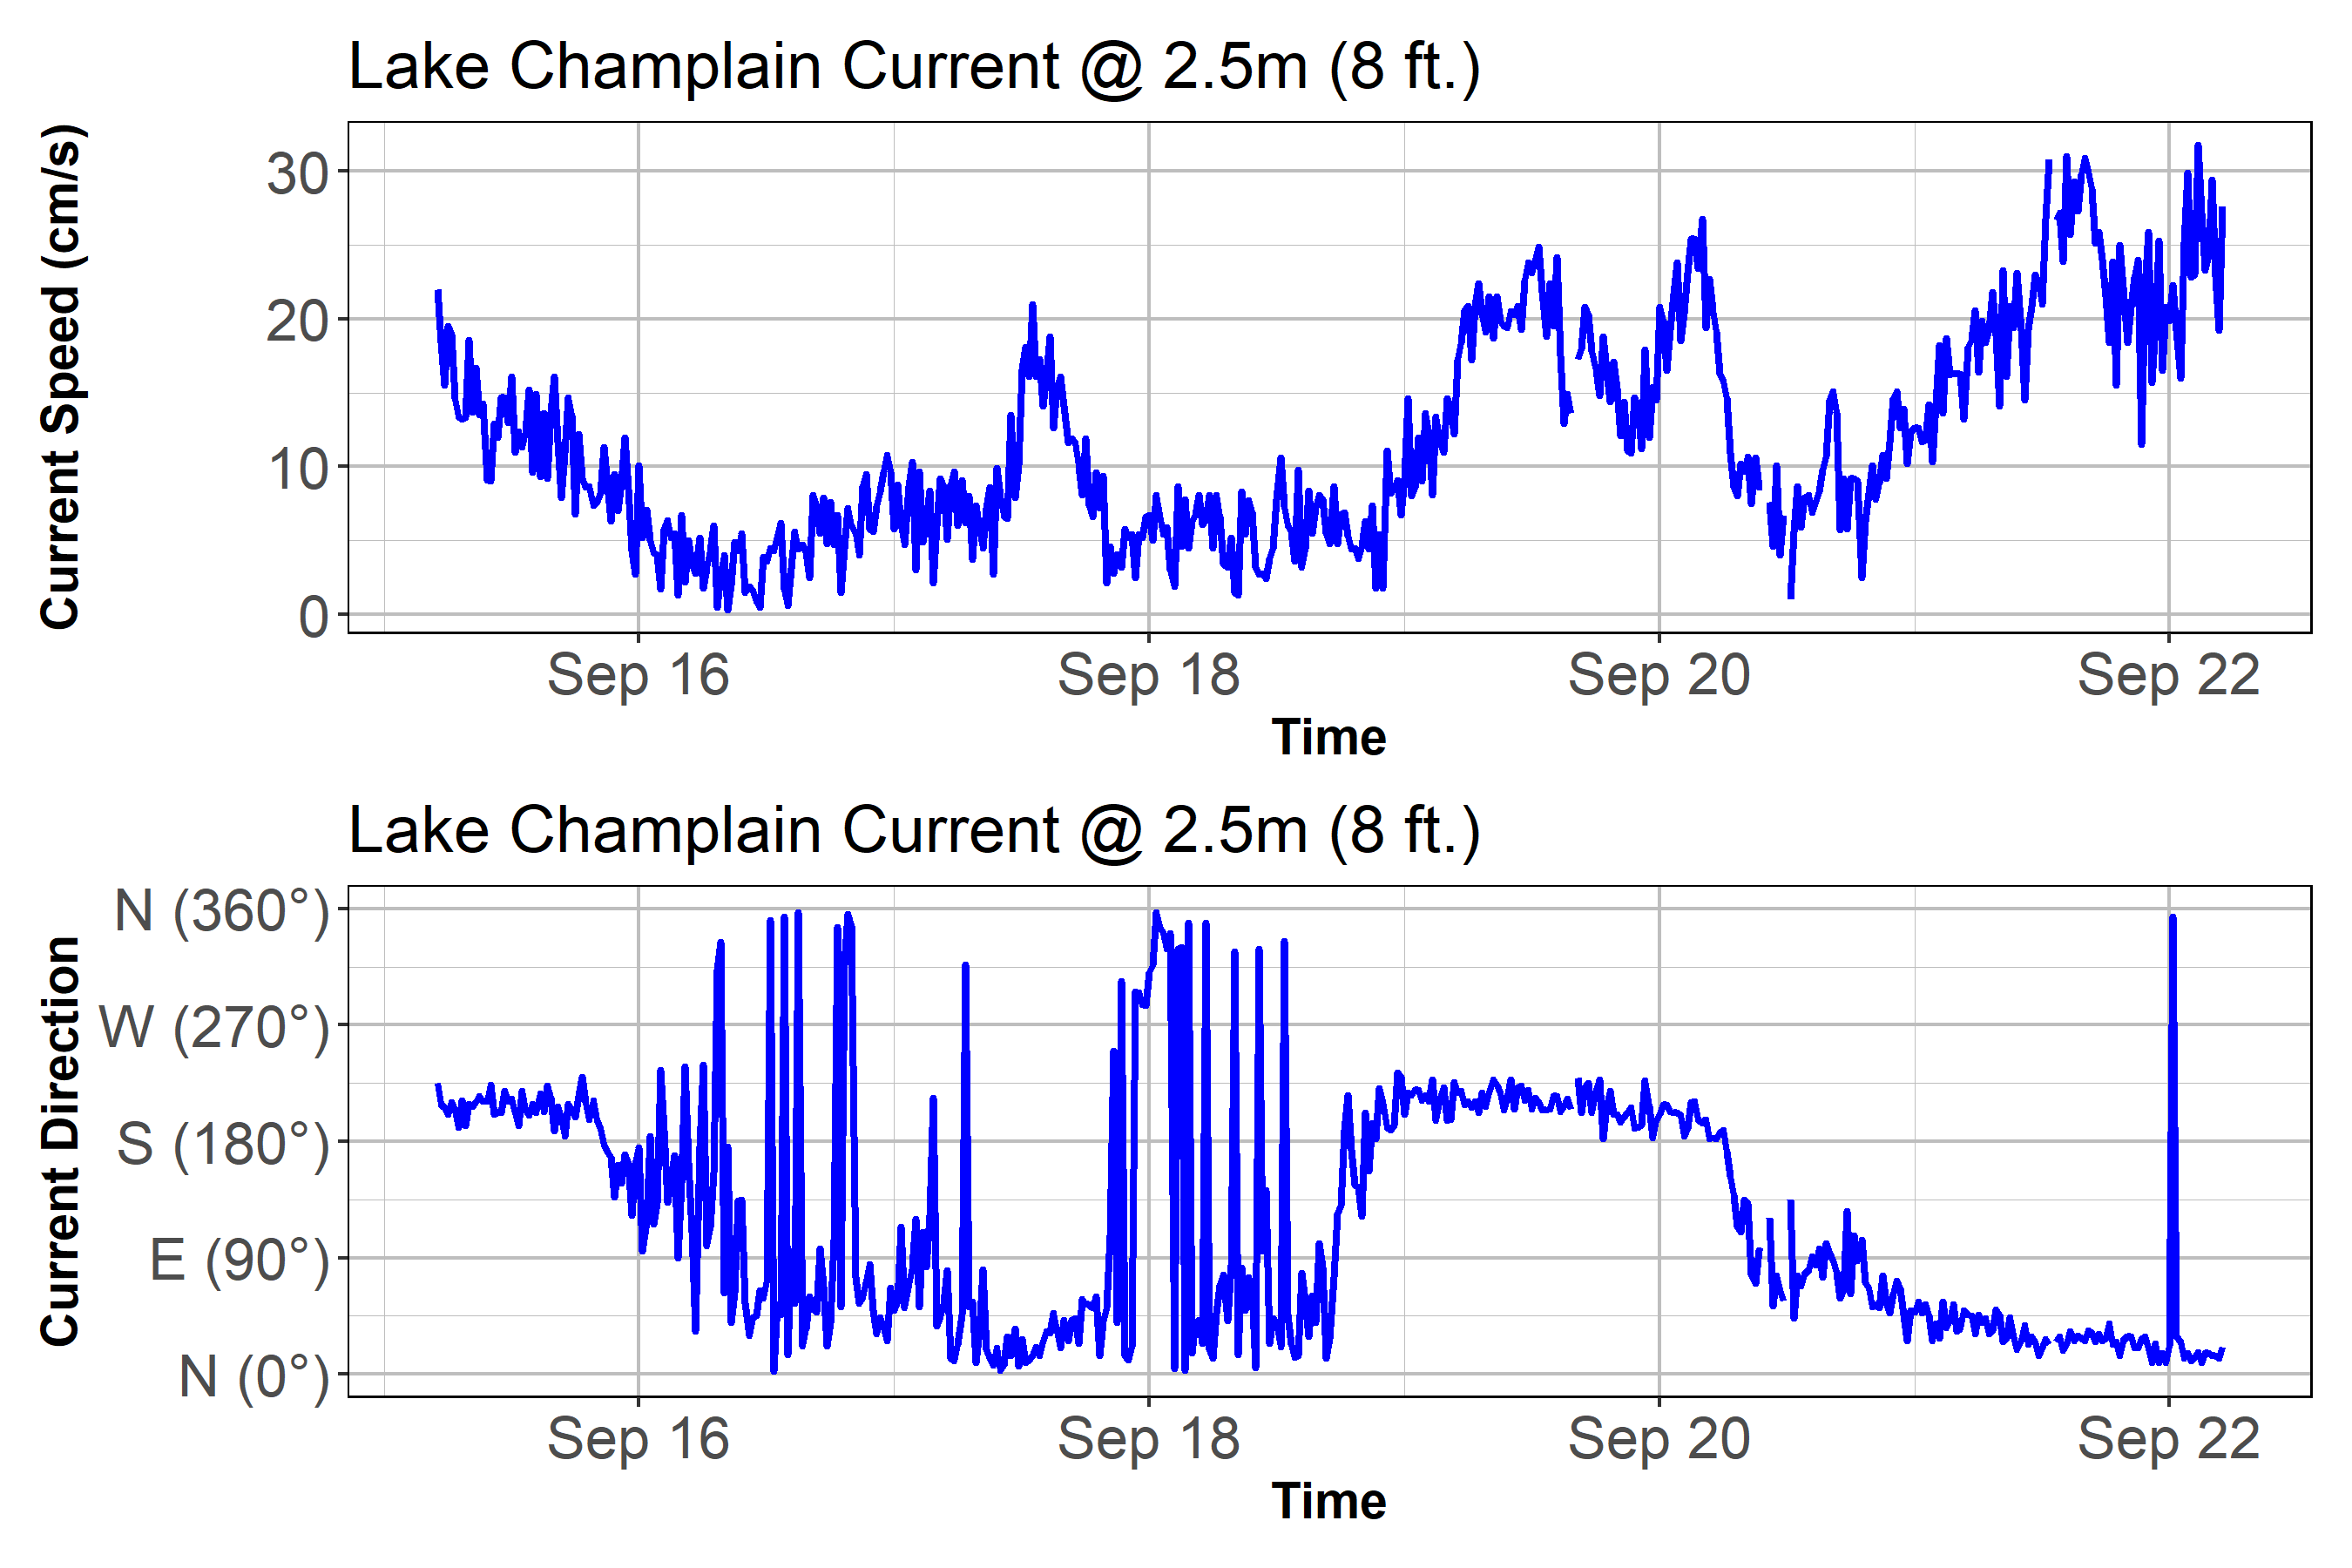 Lake Champlain Current @ 2.5m (8 ft.)
Current Speed (cm/s)
30
20
10
0
Sep 16 Sep 18 Sep 20 Sep 22
Time
Lake Champlain Current @ 2.5m (8 ft.)
Current Direction
N (360°)
W (270°)
S (180°)
E (90°)
N (0°)
Sep 16 Sep 18 Sep 20 Sep 22
Time